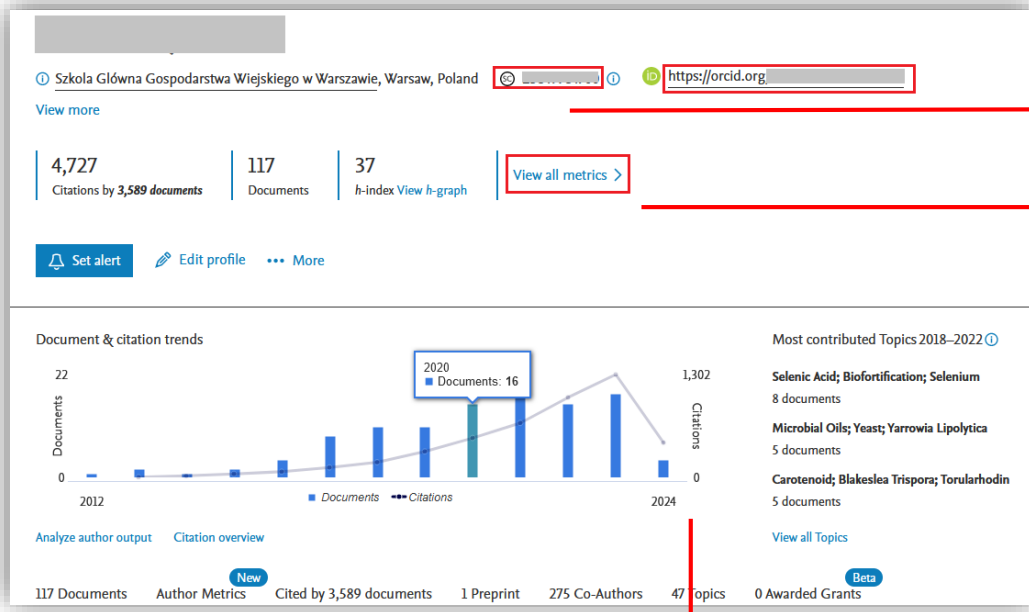 Szkola Glówna Gospodarstwa Wiejskiego w Warszawie, Warsaw, Poland SC iD https://orcid.org
View more
4,727 117 37 View all metrics >
Citations by 3,589 documents Documents h-index View h-graph
Set alert Edit profile ••• More
Document & citation trends Most contributed Topics 2018–2022
22 1,302
2020
Documents: 16
Documents Citations
0 0
2012 2024
Documents Citations
Selenic Acid; Biofortification; Selenium
8 documents
Microbial Oils; Yeast; Yarrowia Lipolytica
5 documents
Carotenoid; Blakeslea Trispora; Torularhodin
5 documents
Analyze author output Citation overview View all Topics
New Beta
117 Documents Author Metrics Cited by 3,589 documents 1 Preprint 275 Co-Authors 47 Topics 0 Awarded Grants